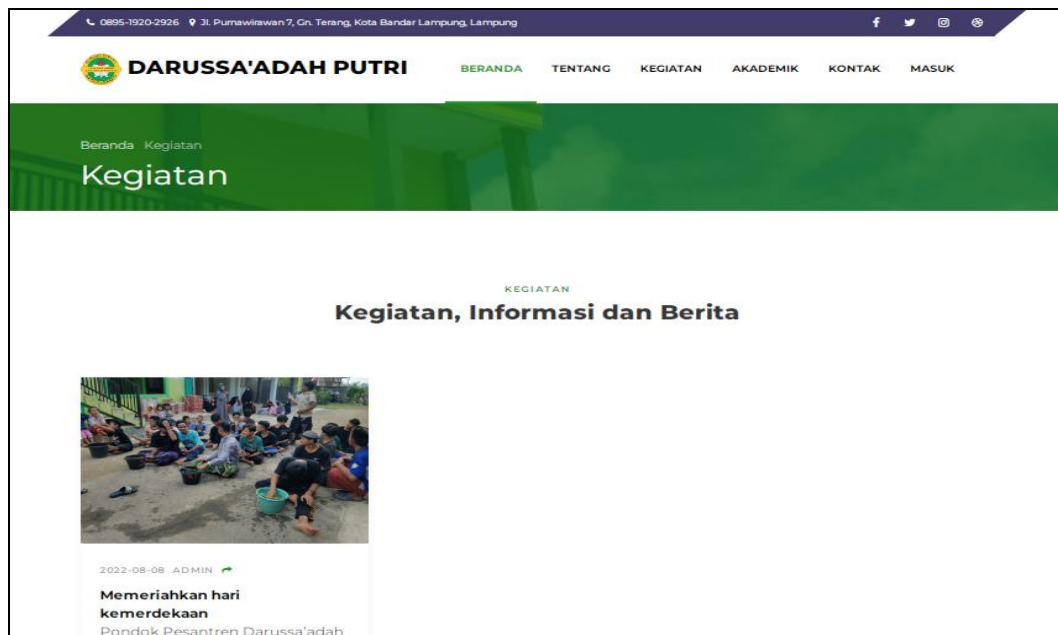 0895-1920-2926 Jl. Purnawirawan 7, Gn. Terang, Kota Bandar Lampung, Lampung
DARUSSA'ADAH PUTRI
BERANDA TENTANG KEGIATAN AKADEMIK KONTAK MASUK
Beranda Kegiatan
Kegiatan
KEGIATAN
Kegiatan, Informasi dan Berita
2022-08-08 ADMIN
Memeriahkan hari
kemerdekaan
Pondok Pesantren Darussa'adah